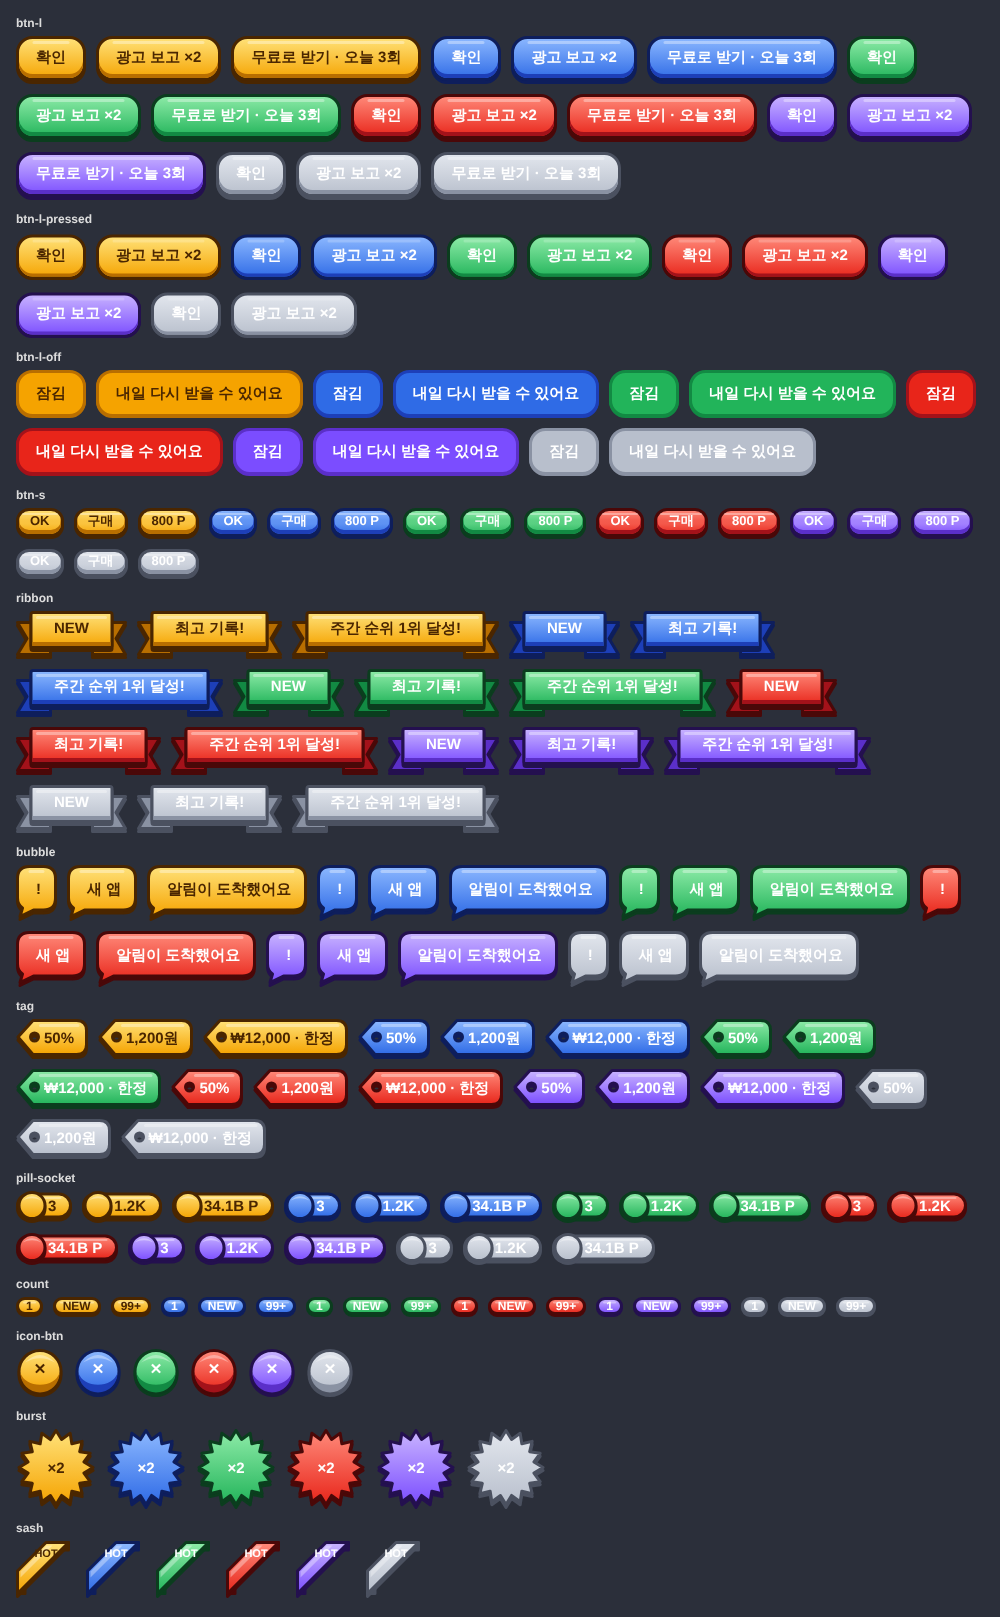 btn-l
확인 광고 보고 ×2 무료로 받기 · 오늘 3회 확인 광고 보고 ×2 무료로 받기 · 오늘 3회 확인
광고 보고 ×2 무료로 받기 · 오늘 3회 확인 광고 보고 ×2 무료로 받기 · 오늘 3회 확인 광고 보고 ×2
무료로 받기 · 오늘 3회 확인 광고 보고 ×2 무료로 받기 · 오늘 3회
btn-l-pressed
확인 광고 보고 ×2 확인 광고 보고 ×2 확인 광고 보고 ×2 확인 광고 보고 ×2 확인
광고 보고 ×2 확인 광고 보고 ×2
btn-l-off
잠김 내일 다시 받을 수 있어요 잠김 내일 다시 받을 수 있어요 잠김 내일 다시 받을 수 있어요 잠김
내일 다시 받을 수 있어요 잠김 내일 다시 받을 수 있어요 잠김 내일 다시 받을 수 있어요
btn-s
OK 구매 800 P OK 구매 800 P OK 구매 800 P OK 구매 800 P OK 구매 800 P
OK 구매 800 P
ribbon
NEW 최고 기록! 주간 순위 1위 달성! NEW 최고 기록!
주간 순위 1위 달성! NEW 최고 기록! 주간 순위 1위 달성! NEW
최고 기록! 주간 순위 1위 달성! NEW 최고 기록! 주간 순위 1위 달성!
NEW 최고 기록! 주간 순위 1위 달성!
bubble
! 새 앱 알림이 도착했어요 ! 새 앱 알림이 도착했어요 ! 새 앱 알림이 도착했어요 !
새 앱 알림이 도착했어요 ! 새 앱 알림이 도착했어요 ! 새 앱 알림이 도착했어요
tag
50% 1,200원 ₩12,000 · 한정 50% 1,200원 ₩12,000 · 한정 50% 1,200원
₩12,000 · 한정 50% 1,200원 ₩12,000 · 한정 50% 1,200원 ₩12,000 · 한정 50%
1,200원 ₩12,000 · 한정
pill-socket
3 1.2K 34.1B P 3 1.2K 34.1B P 3 1.2K 34.1B P 3 1.2K
34.1B P 3 1.2K 34.1B P 3 1.2K 34.1B P
count
1 NEW 99+ 1 NEW 99+ 1 NEW 99+ 1 NEW 99+ 1 NEW 99+ 1 NEW 99+
icon-btn
× × × × × ×
burst
×2 ×2 ×2 ×2 ×2 ×2
sash
HOT HOT HOT HOT HOT HOT